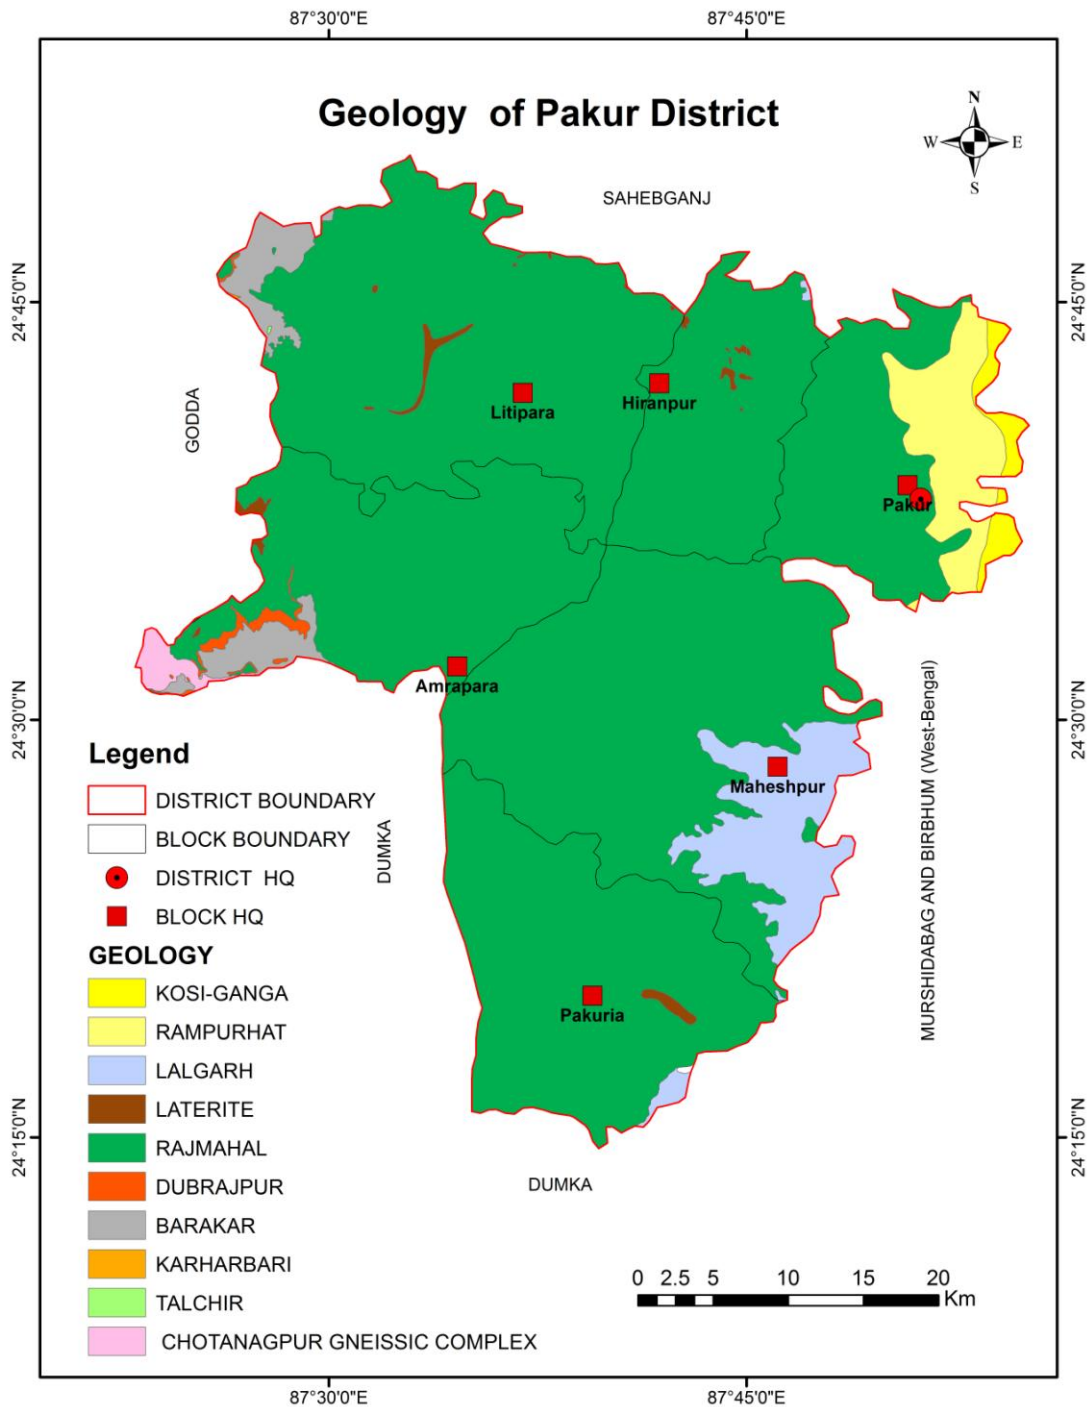 87°30'0"E
87°45'0"E
Geology of Pakur District
N
W
E
S
SAHEBGANJ
24°45'0"N
24°45'0"N
GODDA
Litipara
Hiranpur
Pakur
Amrapara
24°30'0"N
24°30'0"N
Maheshpur
MURSHIDABAG AND BIRBHUM (West-Bengal)
DUMKA
Pakuria
24°15'0"N
24°15'0"N
DUMKA
Legend
DISTRICT BOUNDARY
BLOCK BOUNDARY
DISTRICT HQ
BLOCK HQ
GEOLOGY
KOSI-GANGA
RAMPURHAT
LALGARH
LATERITE
RAJMAHAL
DUBRAJPUR
BARAKAR
KARHARBARI
TALCHIR
CHOTANAGPUR GNEISSIC COMPLEX
0 2.5 5 10 15 20
Km
87°30'0"E
87°45'0"E